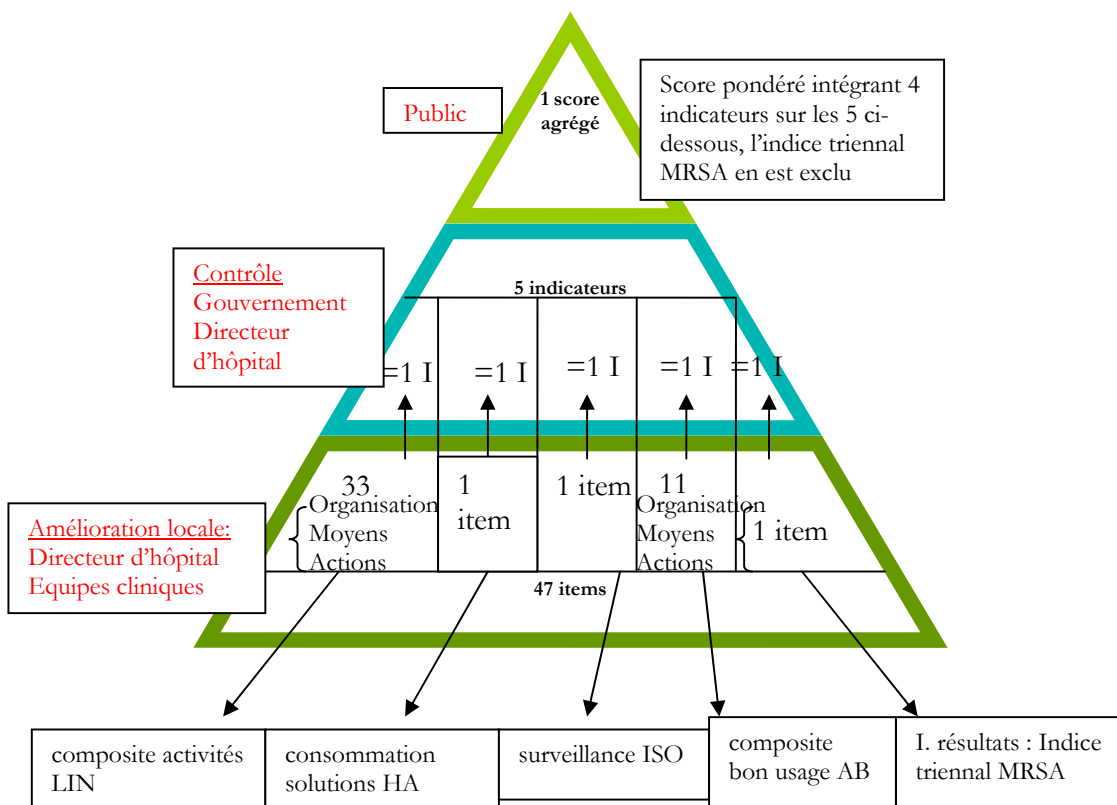 Public
1 score
agrégé
Score pondéré intégrant 4
indicateurs sur les 5 ci-
dessous, l’indice triennal
MRSA en est exclu
Contrôle
Gouvernement
Directeur
d’hôpital
5 indicateurs
=1 I
=1 I
=1 I
=1 I
=1 I
Amélioration locale:
Directeur d’hôpital
Equipes cliniques
33
Organisation
Moyens
Actions
1
item
1 item
11
Organisation
Moyens
Actions
1 item
47 items
composite activités
LIN
consommation
solutions HA
surveillance ISO
composite
bon usage AB
I. résultats : Indice
triennal MRSA